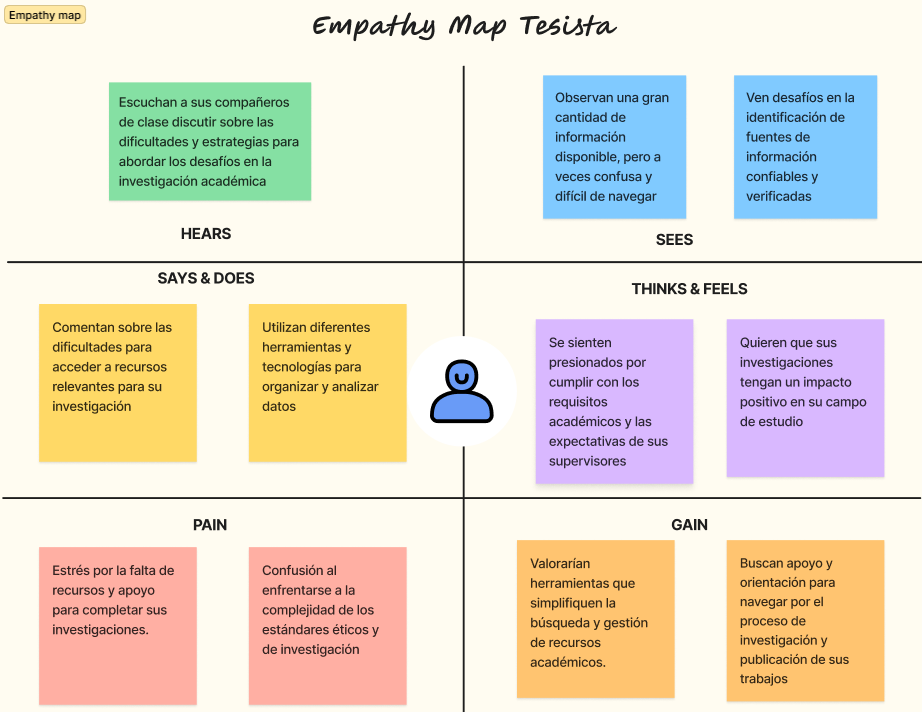 Empathy map
Empathy Map Tesista
Escuchan a sus compañeros
de clase discutir sobre las
dificultades y estrategias para
abordar los desafíos en la
investigación académica
HEARS
Observan una gran
cantidad de
información
disponible, pero a
veces confusa y
difícil de navegar
Ven desafíos en la
identificación de
fuentes de
información
confiables y
verificadas
SEES
SAYS & DOES
Comentan sobre las
dificultades para
acceder a recursos
relevantes para su
investigación
Utilizan diferentes
herramientas y
tecnologías para
organizar y analizar
datos
THINKS & FEELS
Se sienten
presionados por
cumplir con los
requisitos
académicos y las
expectativas de sus
supervisores
Quieren que sus
investigaciones
tengan un impacto
positivo en su campo
de estudio
PAIN
Estrés por la falta de
recursos y apoyo
para completar sus
investigaciones.
Confusión al
enfrentarse a la
complejidad de los
estándares éticos y
de investigación
GAIN
Valorarían
herramientas que
simplifiquen la
búsqueda y gestión
de recursos
académicos.
Buscan apoyo y
orientación para
navegar por el
proceso de
investigación y
publicación de sus
trabajos